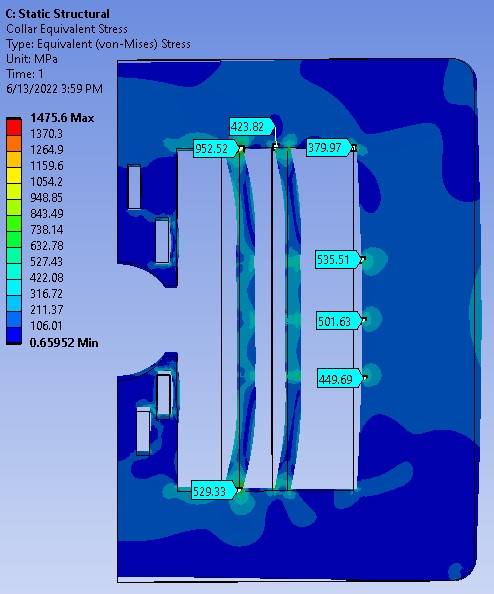 C: Static Structural
Collar Equivalent Stress
Type: Equivalent (von-Mises) Stress
Unit: MPa
Time: 1
6/13/2022 3:59 PM
1475.6 Max
1370.3
1264.9
1159.6
1054.2
948.85
843.49
738.14
632.78
527.43
422.08
316.72
211.37
106.01
0.65952 Min
423.82
952.52
379.97
535.51
501.63
449.69
529.33